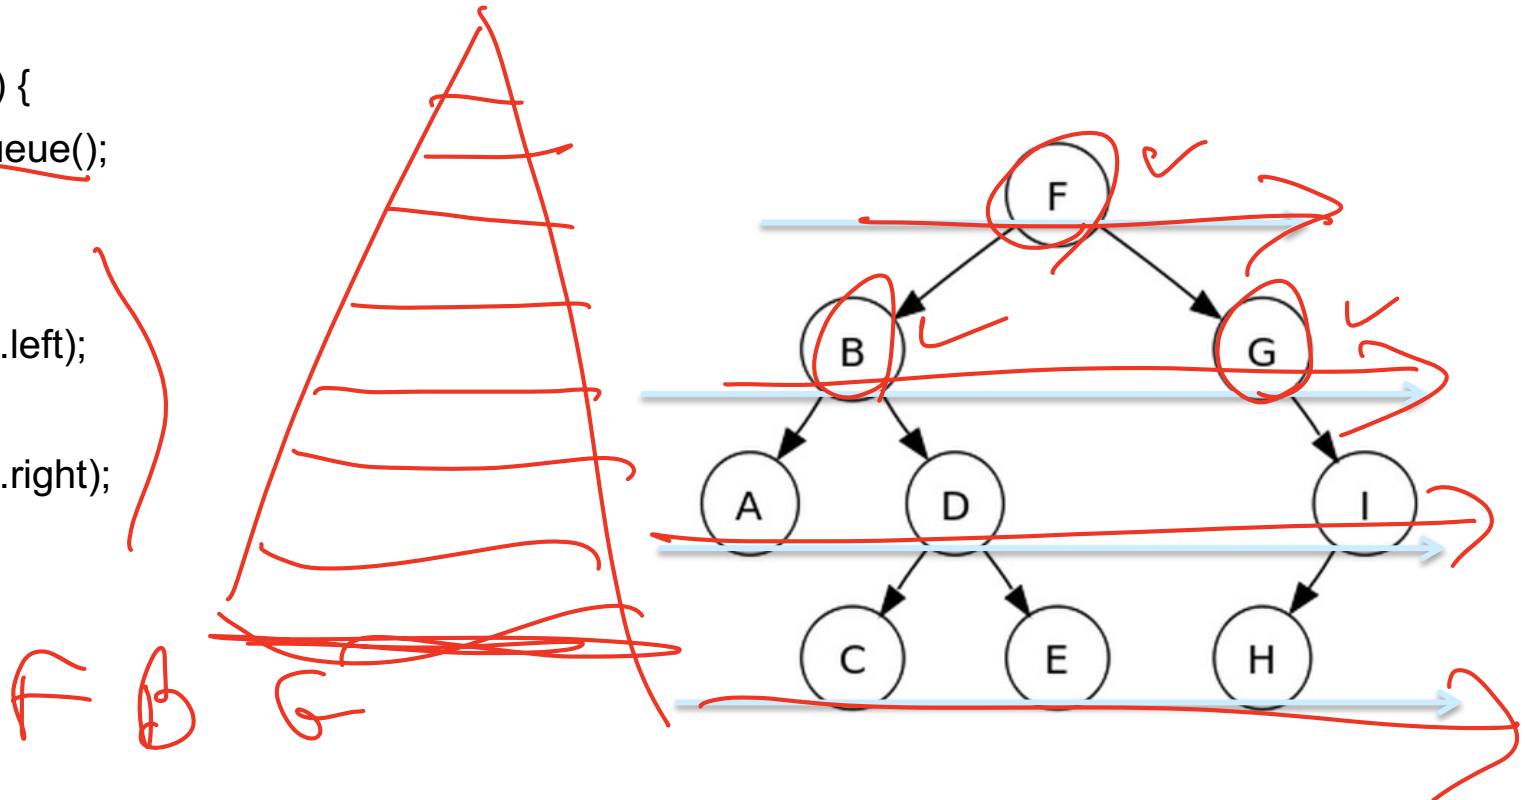 ) {
ueue();
.left);
.right);
F
B G
A D I
C E H
F B G